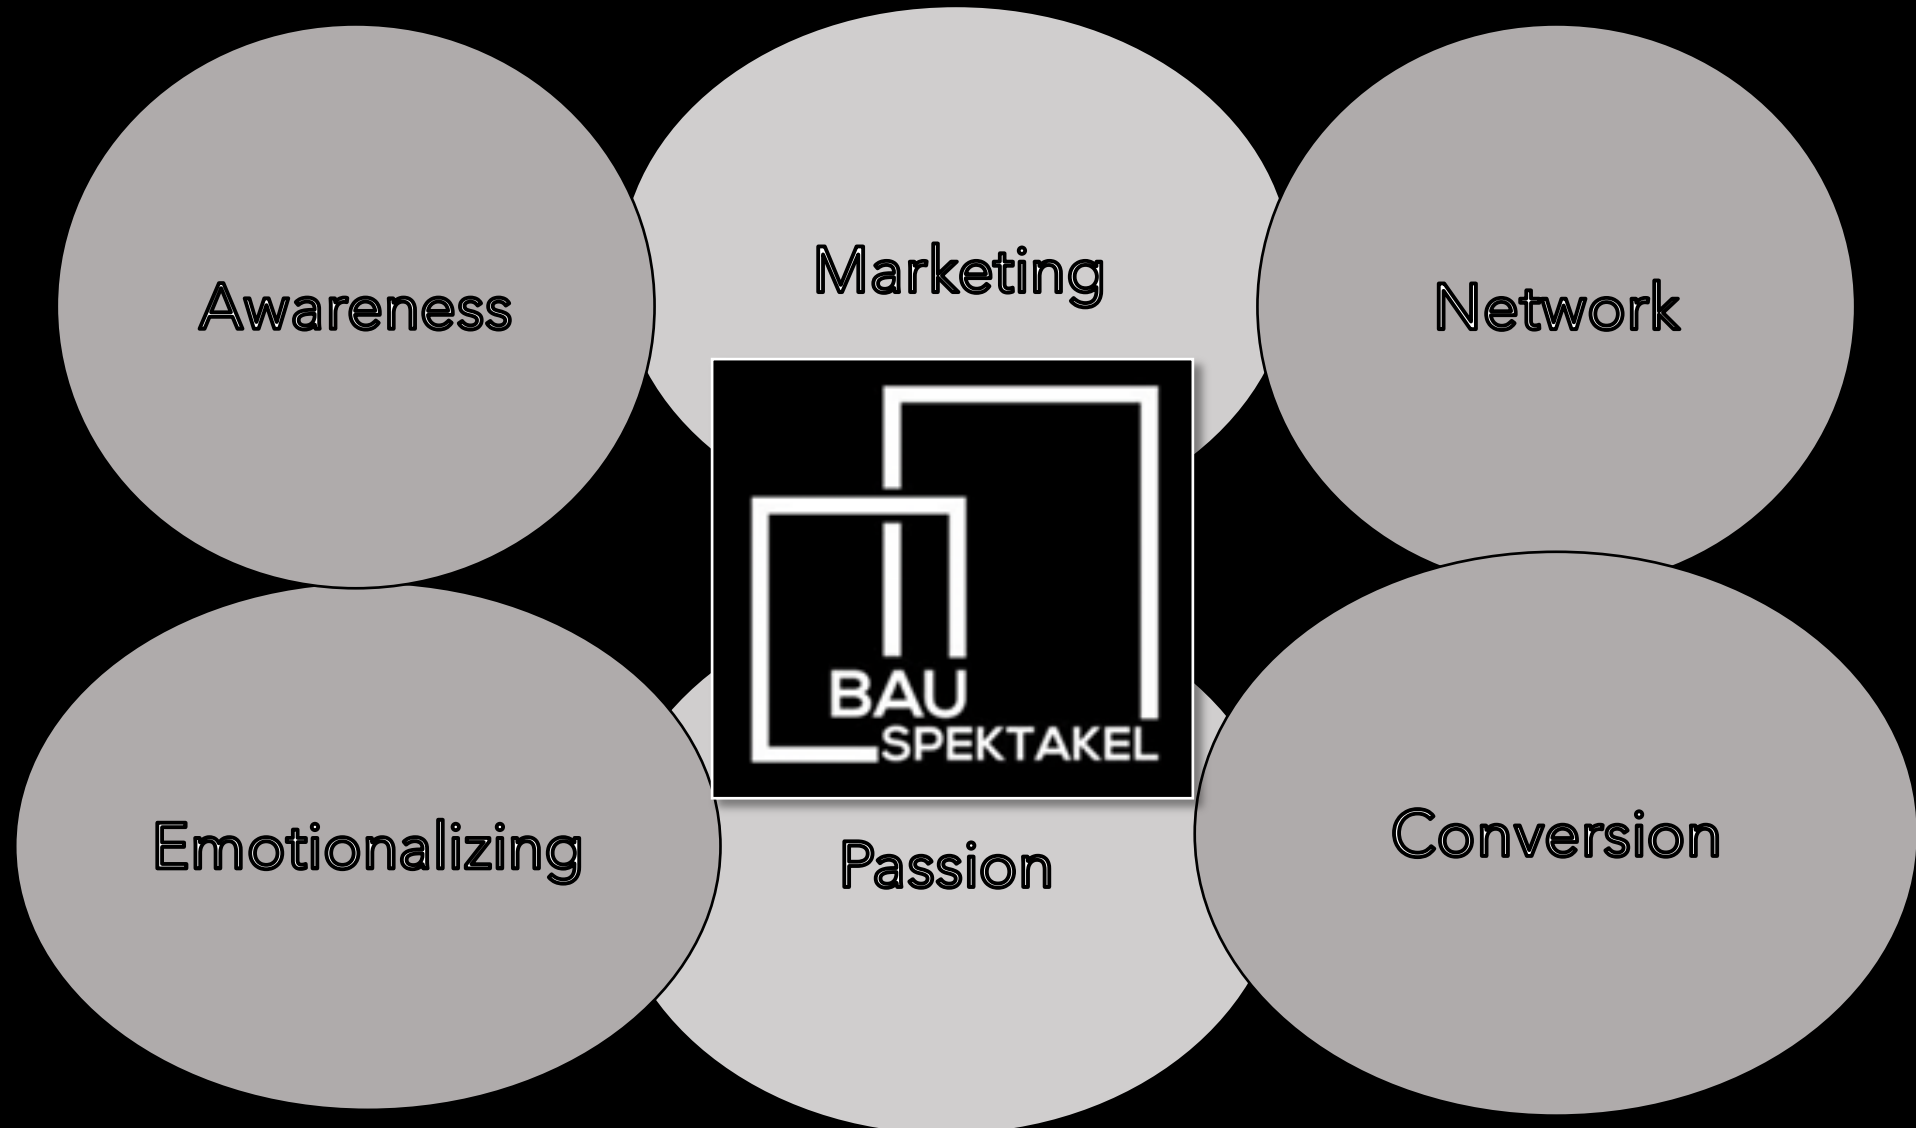 Awareness
Marketing
Network
BAU
SPEKTAKEL
Emotionalizing
Passion
Conversion